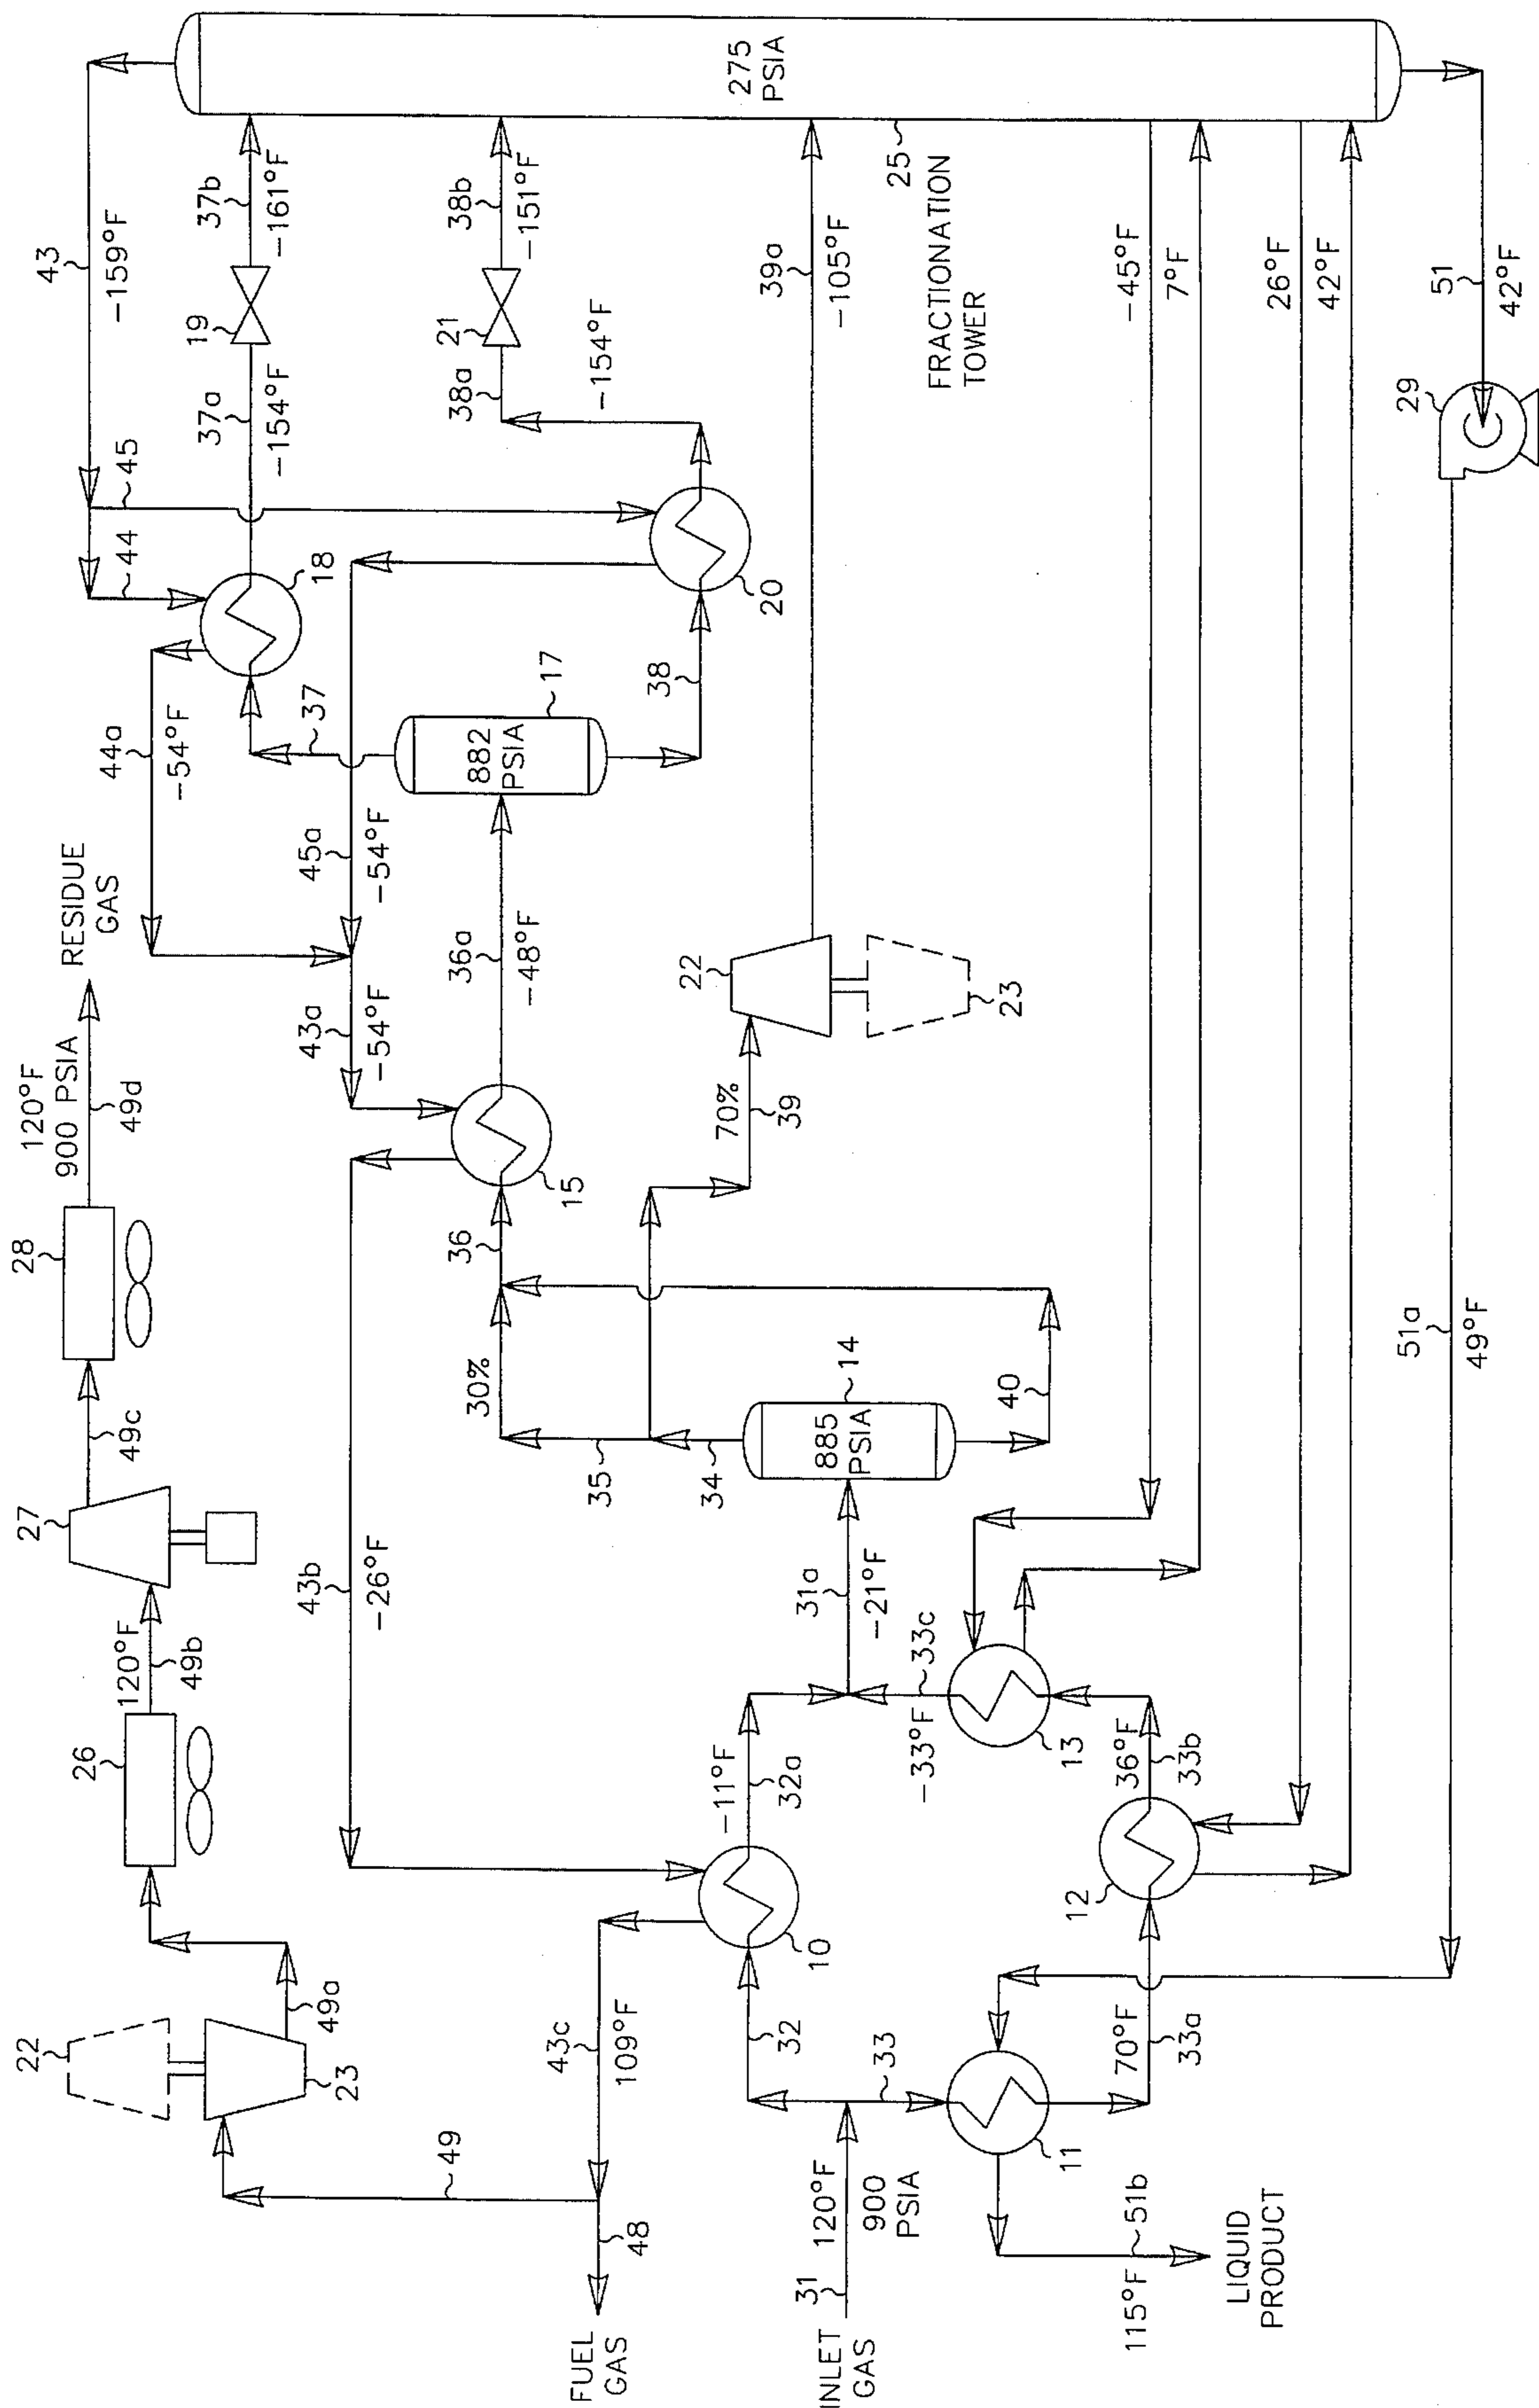 RESIDUE
GAS
120°F
900 PSIA
49d
28
49c
27
120°F
49b
26
49a
22
23
49
43c
109°F
48
FUEL
GAS
43
-159°F
45
44
18
44a
-54°F
37a
-154°F
19
37b
-161°F
38a
21
38b
-151°F
-154°F
20
37
17
882
PSIA
38
45a
-54°F
43a
-54°F
36a
-48°F
15
36
43b
-26°F
30%
35
34
14
885
PSIA
40
70%
39
22
23
39a
-105°F
275
PSIA
25
FRACTIONATION
TOWER
-45°F
7°F
26°F
42°F
51
42°F
29
51a
49°F
31a
-21°F
-33°F
33c
13
-11°F
32a
10
32
33
36°F
33b
12
70°F
33a
11
INLET
GAS
31
120°F
900
PSIA
115°F
51b
LIQUID
PRODUCT